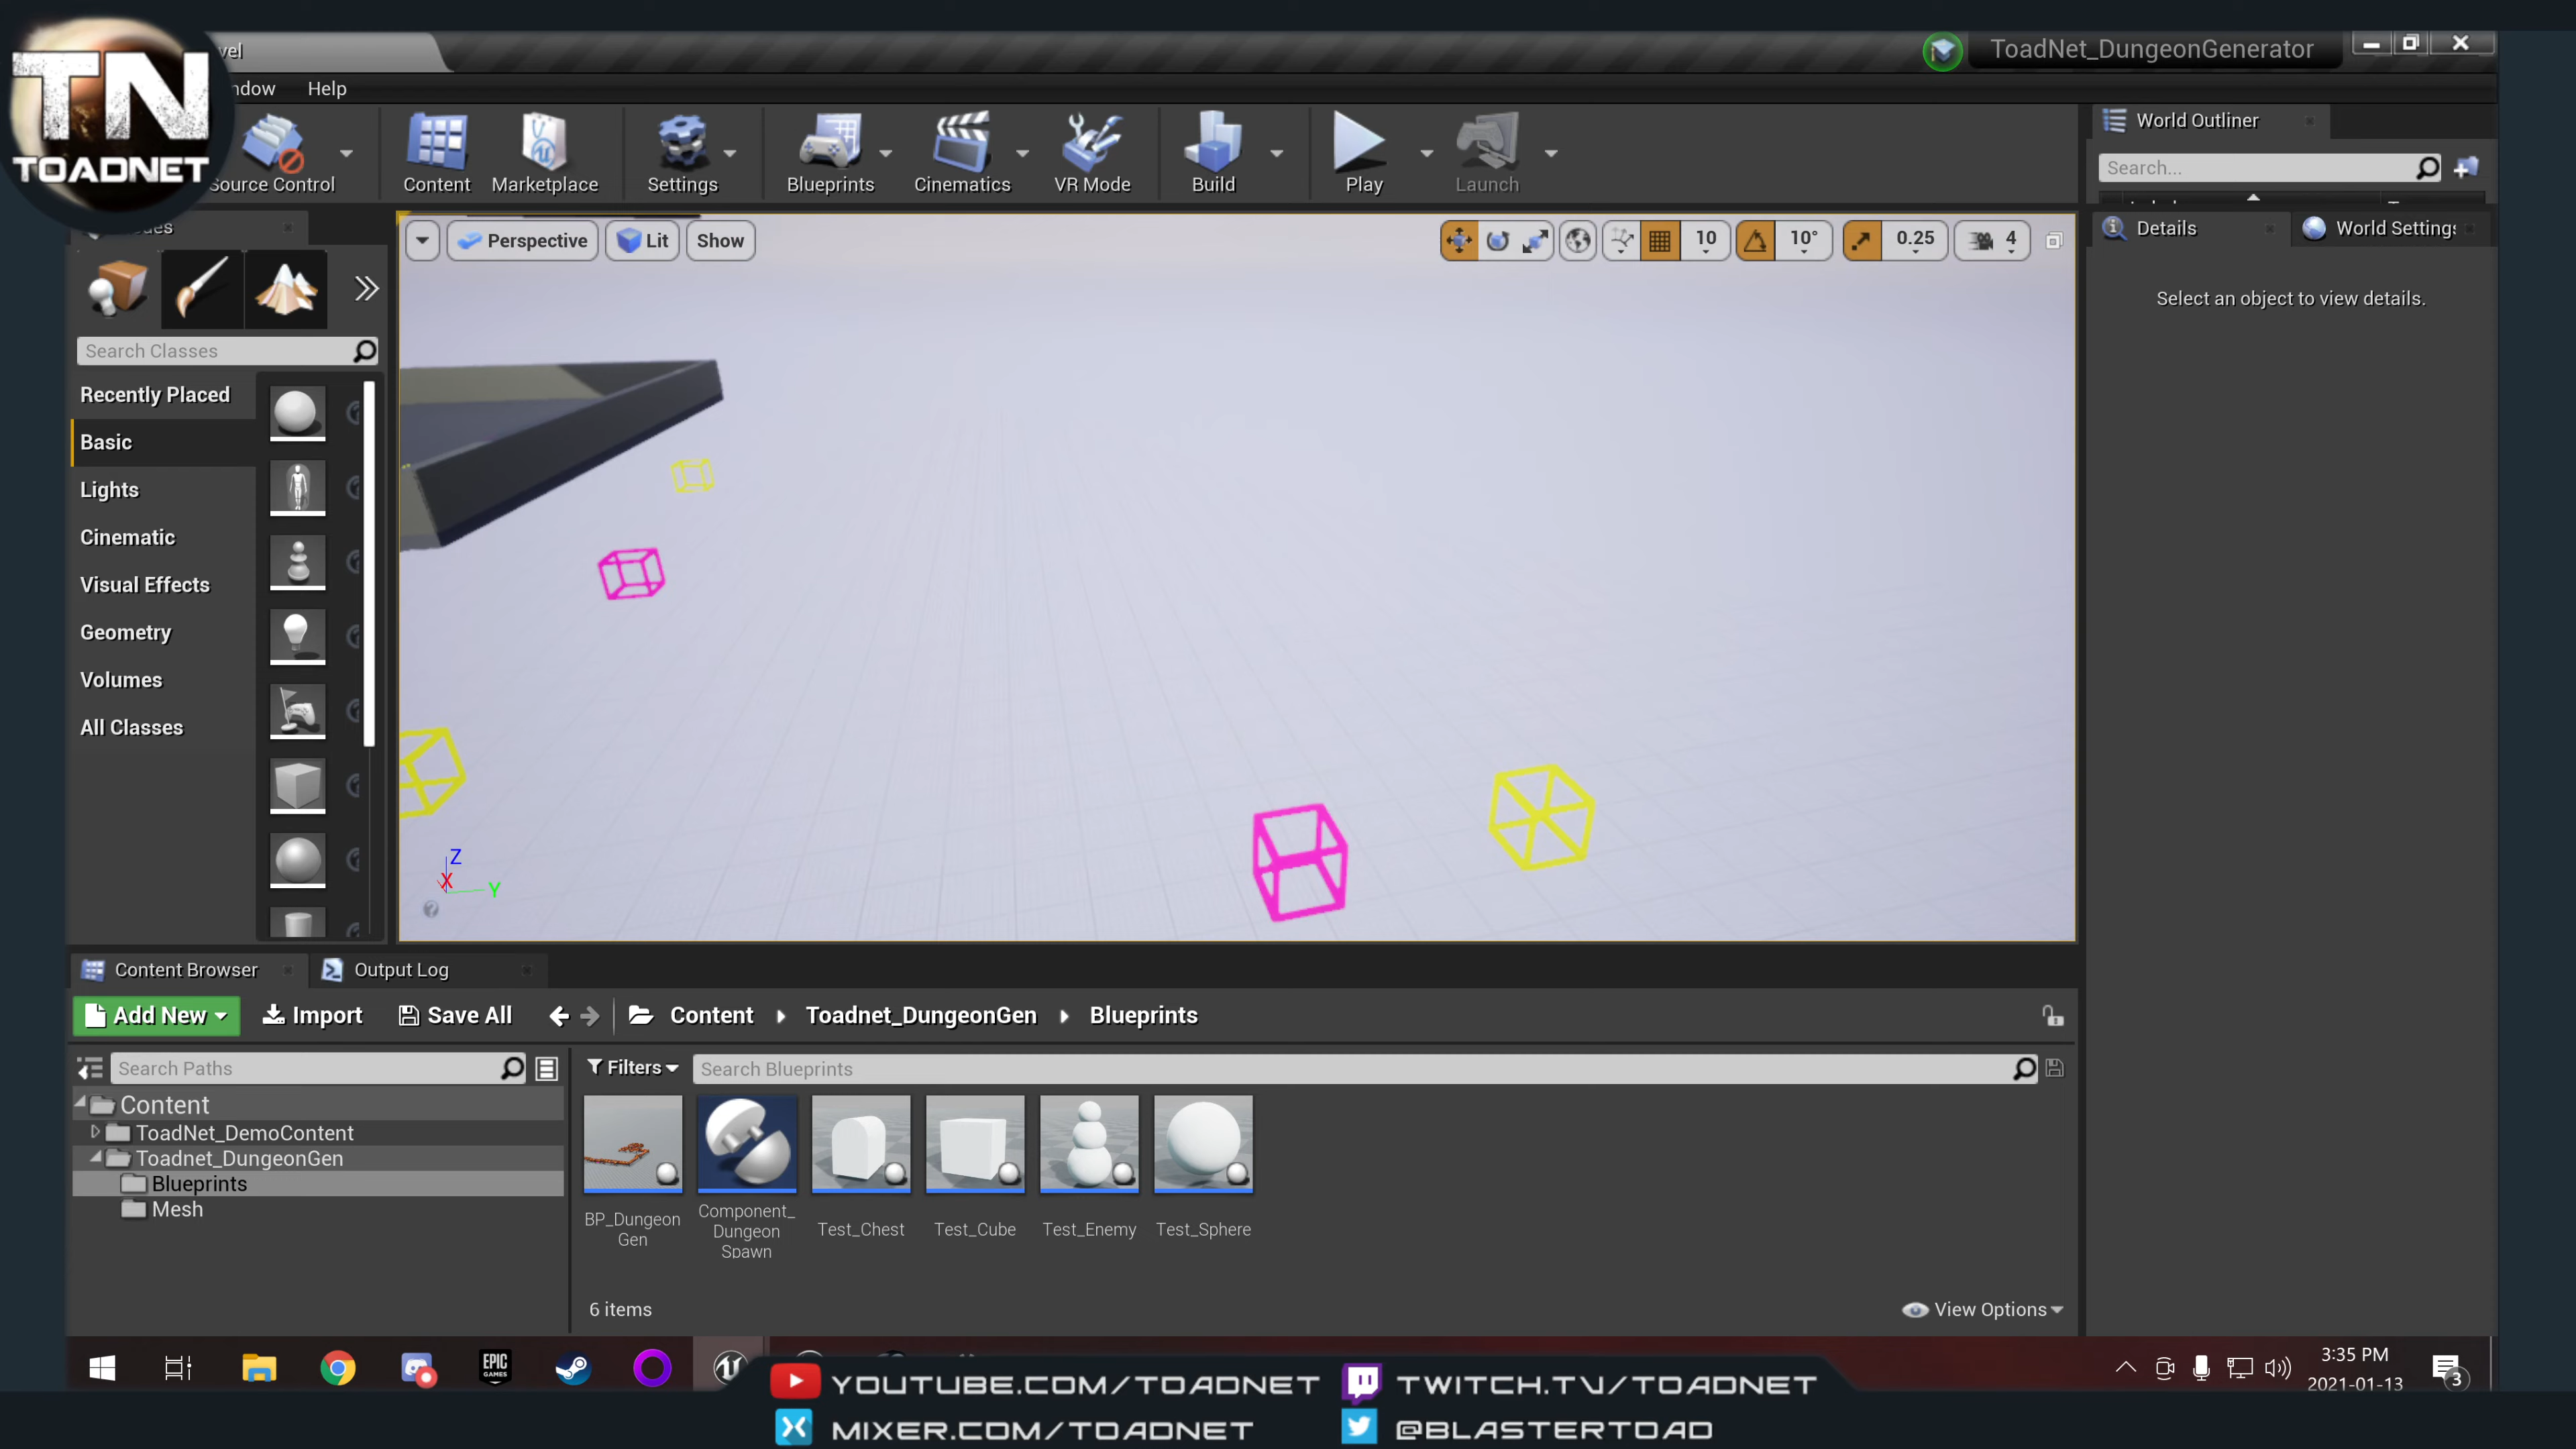 TN
TOADNET
vel
ToadNet_DungeonGenerator
ndow Help
Source Control
Content
Marketplace
Settings
Blueprints
Cinematics
VR Mode
Build
Play
Launch
World Outliner
Search...
Perspective
Lit
Show
10
10°
0.25
4
Details
World Settings
Select an object to view details.
Search Classes
Recently Placed
Basic
Lights
Cinematic
Visual Effects
Geometry
Volumes
All Classes
Z
X
Y
Content Browser
Output Log
Add New
Import
Save All
Content
Toadnet_DungeonGen
Blueprints
Search Paths
Filters
Search Blueprints
Content
ToadNet_DemoContent
Toadnet_DungeonGen
Blueprints
Mesh
BP_Dungeon
Gen
Component_
Dungeon
Spawn
Test_Chest
Test_Cube
Test_Enemy
Test_Sphere
6 items
View Options
EPIC
GAMES
YOUTUBE.COM/TOADNET
TWITCH.TV/TOADNET
MIXER.COM/TOADNET
@BLASTERTOAD
3:35 PM
2021-01-13
3